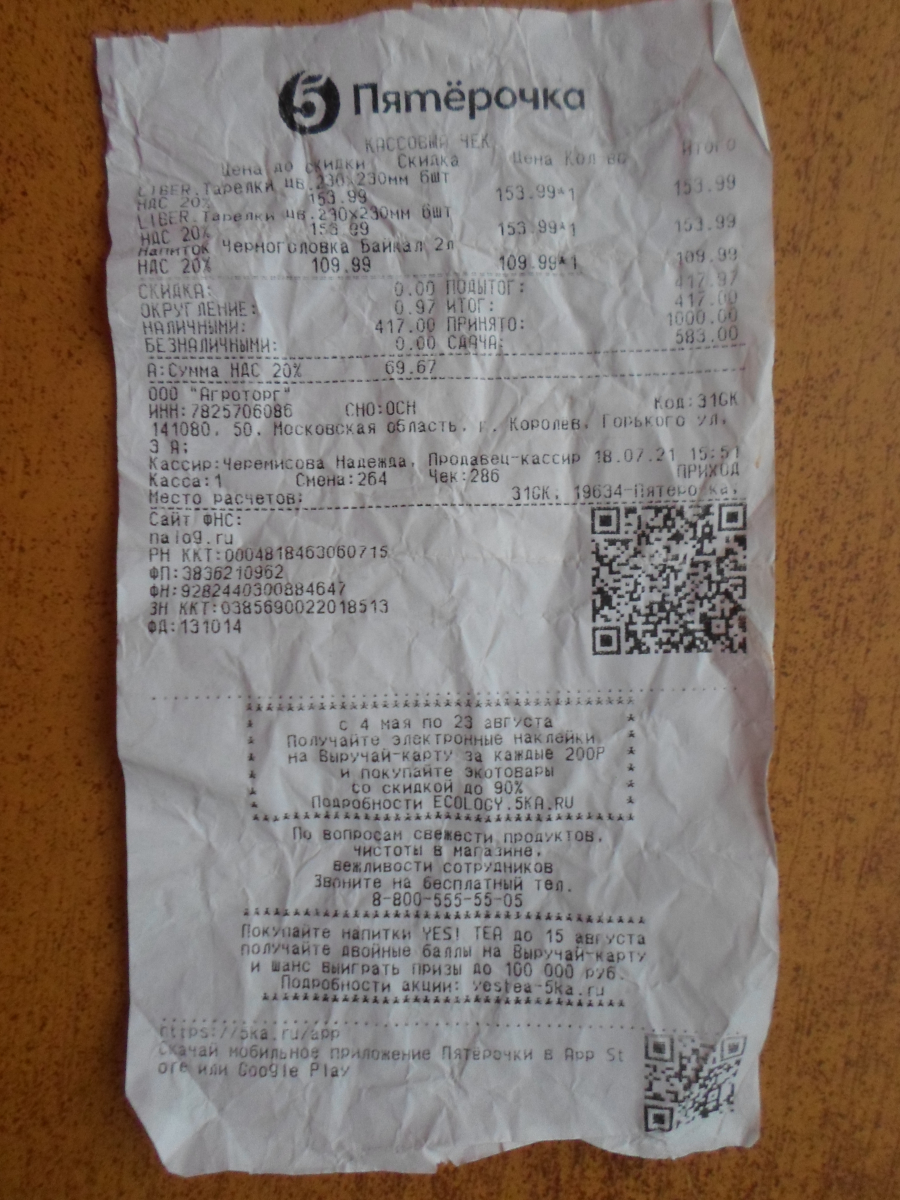 5 Пятёрочка
КАССОВЫЙ ЧЕК
Цена до скидки Скидка Цена Кол-во ИТОГО
LIBER.Тарелки цв.230x230мм 6шт
НДС 20% 153.99 153.99*1 153.99
LIBER.Тарелки цв.230x230мм 6шт
НДС 20% 153.99 153.99*1 153.99
Напиток Черноголовка Байкал 2л
НДС 20% 109.99 109.99*1 109.99
СКИДКА: 0.00 ПОДЫТОГ: 417.97
ОКРУГЛЕНИЕ: 0.97 ИТОГ: 417.00
НАЛИЧНЫМИ: 417.00 ПРИНЯТО: 1000.00
БЕЗНАЛИЧНЫМИ: 0.00 СДАЧА: 583.00
А:Сумма НДС 20% 69.67
ООО "Агроторг"
ИНН:7825706086 СНО:ОСН Код:31GK
141080, 50, Московская область, г. Королев, Горького ул,
3 А;
Кассир:Черемисова Надежда, Продавец-кассир 18.07.21 15:51
Касса:1 Смена:264 Чек:286 ПРИХОД
Место расчетов: 31GK, 19634-Пятерочка,
Сайт ФНС:
nalog.ru
РН ККТ:0004818463060715
ФП:3836210962
ФН:9282440300884647
ЗН ККТ:0385690022018513
ФД:131014
с 4 мая по 23 августа
Получайте электронные наклейки
на Выручай-карту за каждые 200Р
и покупайте экотовары
со скидкой до 90%
Подробности ECOLOGY.5KA.RU
По вопросам свежести продуктов,
чистоты в магазине,
вежливости сотрудников
Звоните на бесплатный тел.
8-800-555-55-05
Покупайте напитки YES! TEA до 15 августа
получайте двойные баллы на Выручай-карту
и шанс выиграть призы до 100 000 руб.
Подробности акции: yestea-5ka.ru
https://5ka.ru/app
Скачай мобильное приложение Пятерочки в App St
ore или Google Play